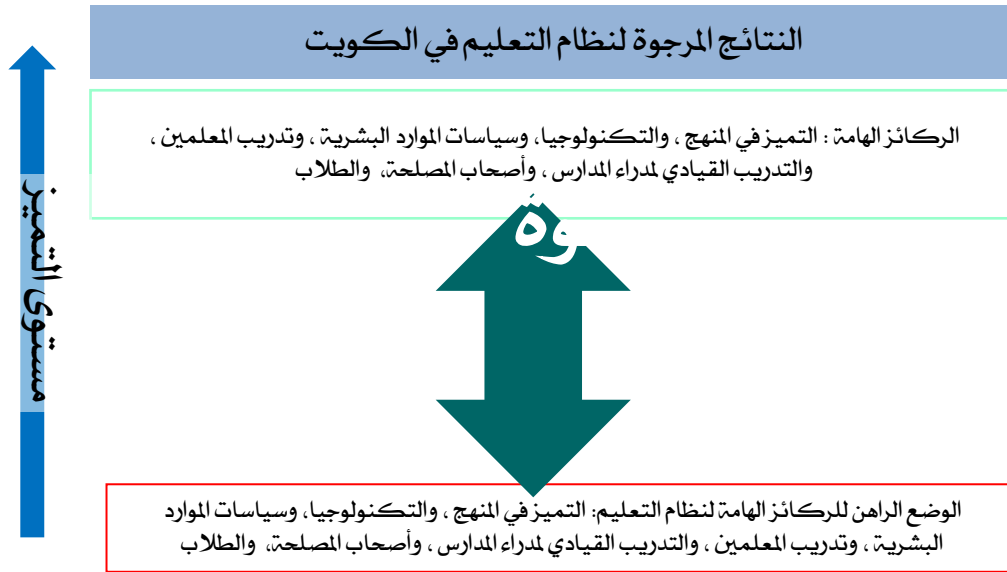 النتائج المرجوة لنظام التعليم في الكويت
الركائز الهامة : التميز في المنهج ، والتكنولوجيا، وسياسات الموارد البشرية ، وتدريب المعلمين ،
والتدريب القيادي لمدراء المدارس ، وأصحاب المصلحة، والطلاب
مستوى التميز
الوضع الراهن للركائز الهامة لنظام التعليم: التميز في المنهج ، والتكنولوجيا، وسياسات الموارد
البشرية ، وتدريب المعلمين ، والتدريب القيادي لمدراء المدارس ، وأصحاب المصلحة، والطلاب